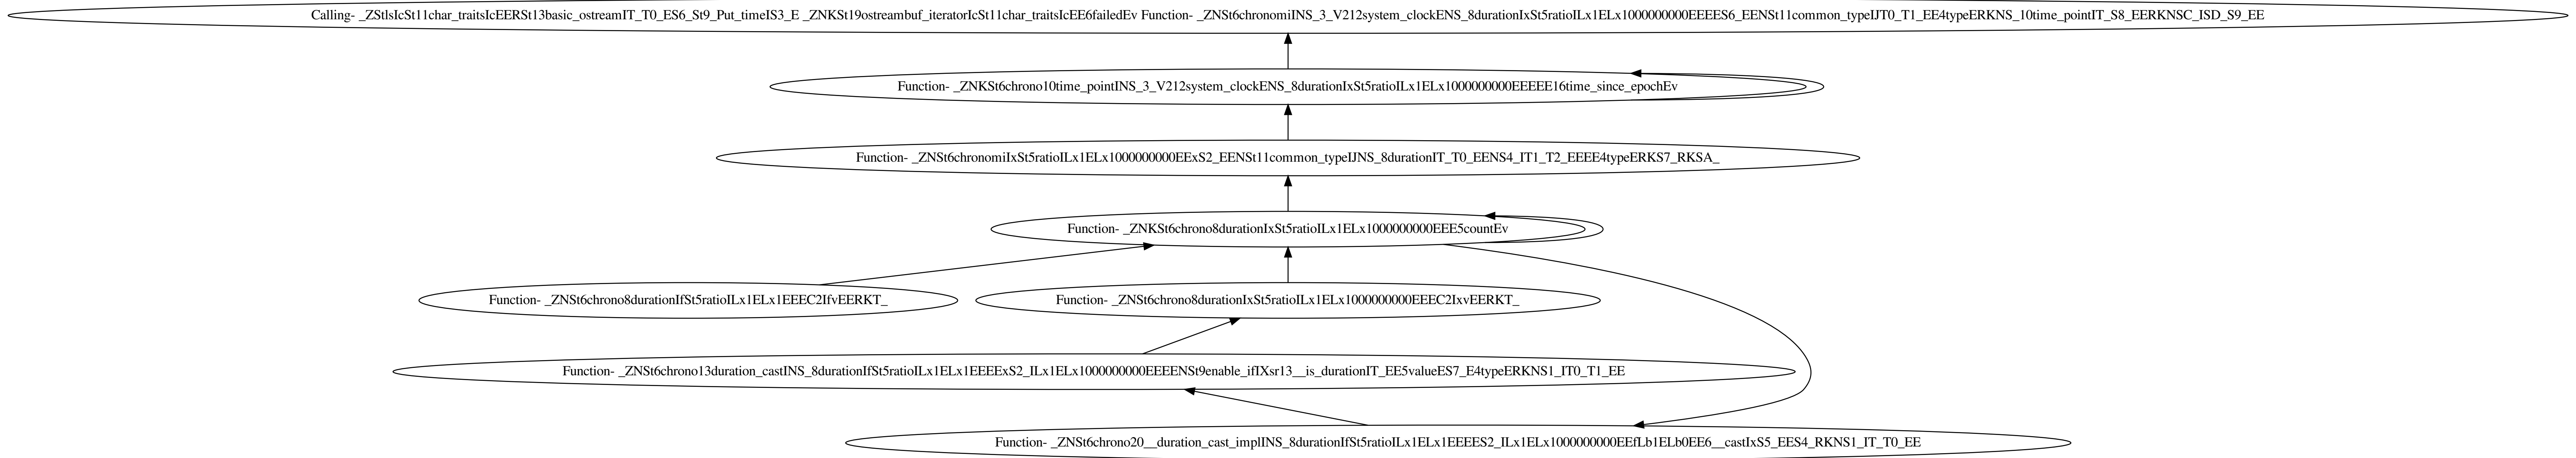 Calling- _ZStlsIcSt11char_traitsIcEERSt13basic_ostreamIT_T0_ES6_St9_Put_timeIS3_E _ZNKSt19ostreambuf_iteratorIcSt11char_traitsIcEE6failedEv Function- _ZNSt6chronomiINS_3_V212system_clockENS_8durationIxSt5ratioILx1ELx1000000000EEEES6_EENSt11common_typeIJT0_T1_EE4typeERKNS_10time_pointIT_S8_EERKNSC_ISD_S9_EE
Function- _ZNKSt6chrono10time_pointINS_3_V212system_clockENS_8durationIxSt5ratioILx1ELx1000000000EEEEE16time_since_epochEv
Function- _ZNSt6chronomiIxSt5ratioILx1ELx1000000000EExS2_EENSt11common_typeIJNS_8durationIT_T0_EENS4_IT1_T2_EEEE4typeERKS7_RKSA_
Function- _ZNKSt6chrono8durationIxSt5ratioILx1ELx1000000000EEE5countEv
Function- _ZNSt6chrono8durationIfSt5ratioILx1ELx1EEEC2IfvEERKT_
Function- _ZNSt6chrono8durationIxSt5ratioILx1ELx1000000000EEEC2IxvEERKT_
Function- _ZNSt6chrono13duration_castINS_8durationIfSt5ratioILx1ELx1EEEExS2_ILx1ELx1000000000EEEENSt9enable_ifIXsr13__is_durationIT_EE5valueES7_E4typeERKNS1_IT0_T1_EE
Function- _ZNSt6chrono20__duration_cast_implINS_8durationIfSt5ratioILx1ELx1EEEES2_ILx1ELx1000000000EEfLb1ELb0EE6__castIxS5_EES4_RKNS1_IT_T0_EE